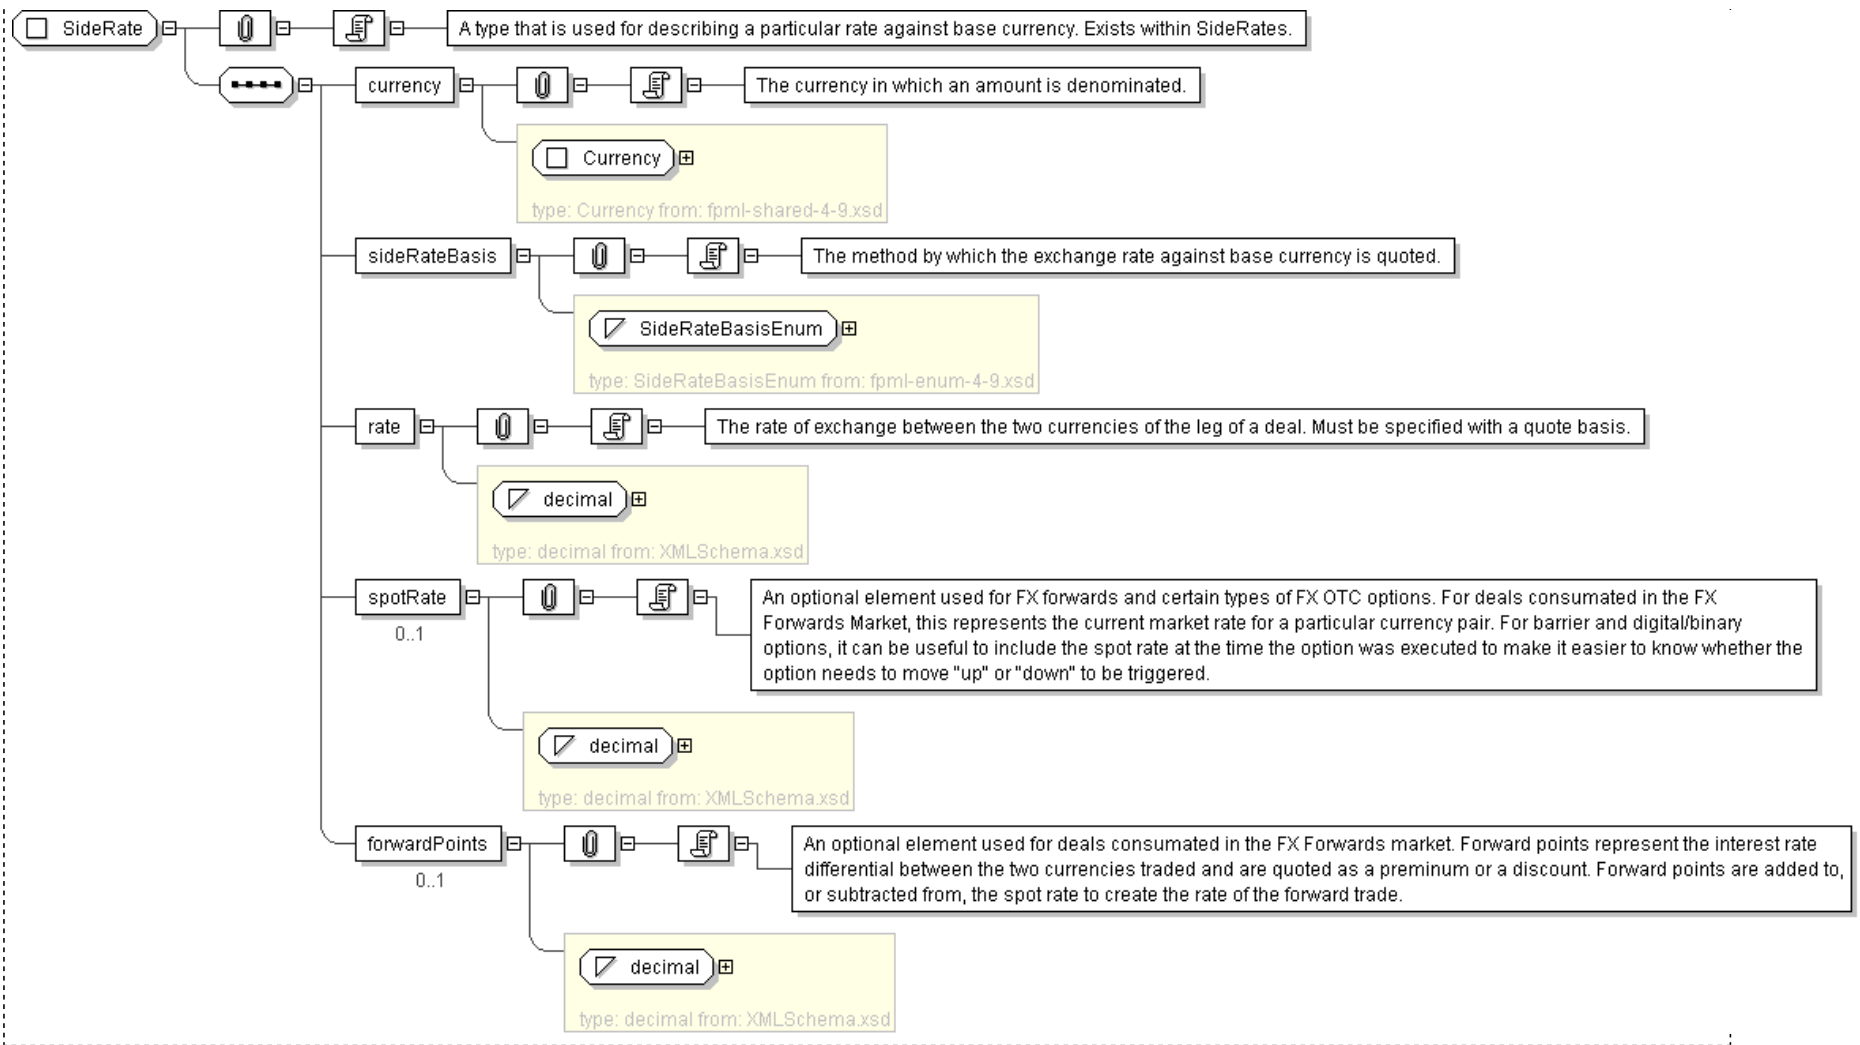 SideRate
A type that is used for describing a particular rate against base currency. Exists within SideRates.
currency
The currency in which an amount is denominated.
Currency
type: Currency from: fpml-shared-4-9.xsd
sideRateBasis
The method by which the exchange rate against base currency is quoted.
SideRateBasisEnum
type: SideRateBasisEnum from: fpml-enum-4-9.xsd
rate
The rate of exchange between the two currencies of the leg of a deal. Must be specified with a quote basis.
decimal
type: decimal from: XMLSchema.xsd
spotRate
0..1
An optional element used for FX forwards and certain types of FX OTC options. For deals consumated in the FX
Forwards Market, this represents the current market rate for a particular currency pair. For barrier and digital/binary
options, it can be useful to include the spot rate at the time the option was executed to make it easier to know whether the
option needs to move "up" or "down" to be triggered.
decimal
type: decimal from: XMLSchema.xsd
forwardPoints
0..1
An optional element used for deals consumated in the FX Forwards market. Forward points represent the interest rate
differential between the two currencies traded and are quoted as a preminum or a discount. Forward points are added to,
or subtracted from, the spot rate to create the rate of the forward trade.
decimal
type: decimal from: XMLSchema.xsd